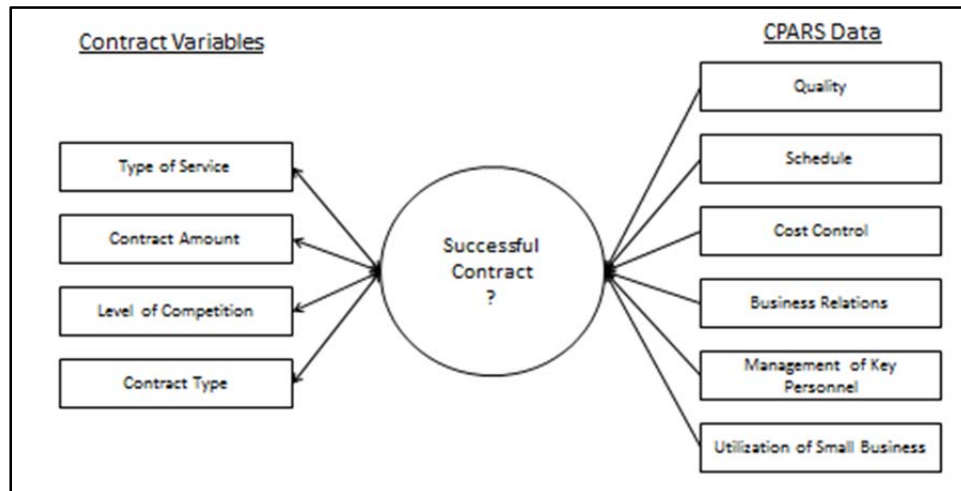 Contract Variables
Type of Service
Contract Amount
Level of Competition
Contract Type
Successful
Contract
?
CPARS Data
Quality
Schedule
Cost Control
Business Relations
Management of Key
Personnel
Utilization of Small Business